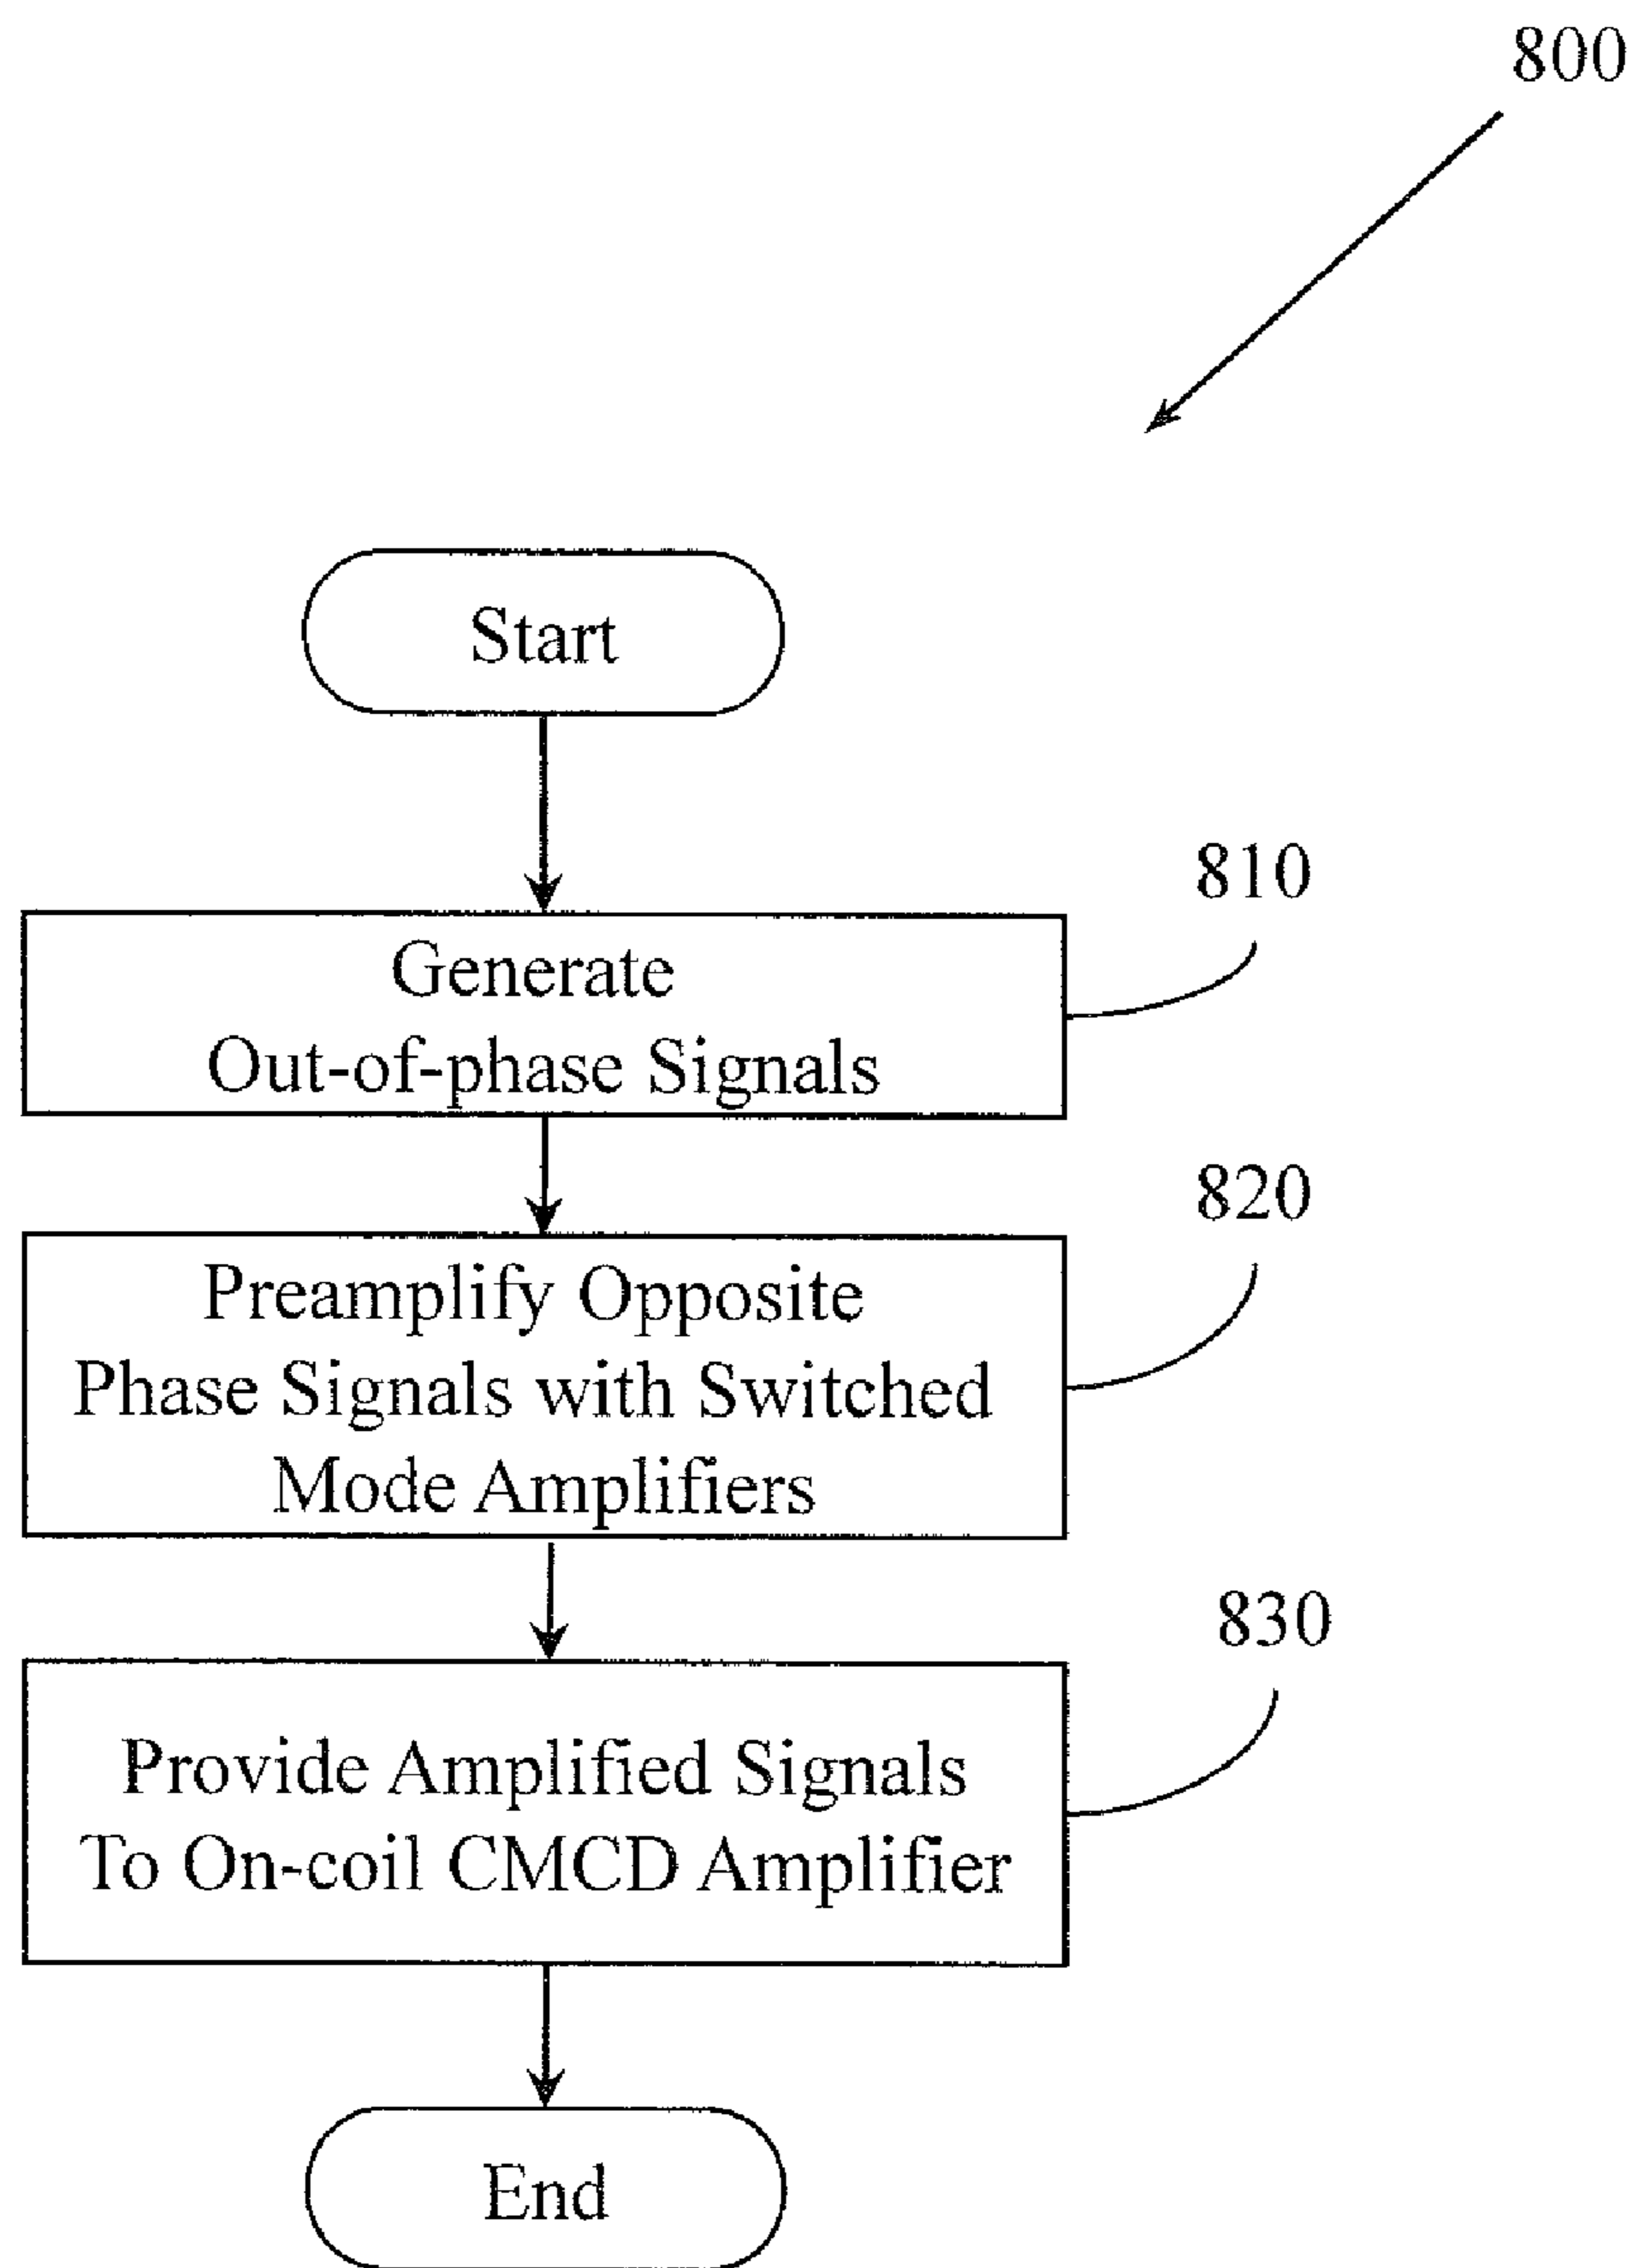 800
Start
810
Generate
Out-of-phase Signals
820
Preamplify Opposite
Phase Signals with Switched
Mode Amplifiers
830
Provide Amplified Signals
To On-coil CMCD Amplifier
End